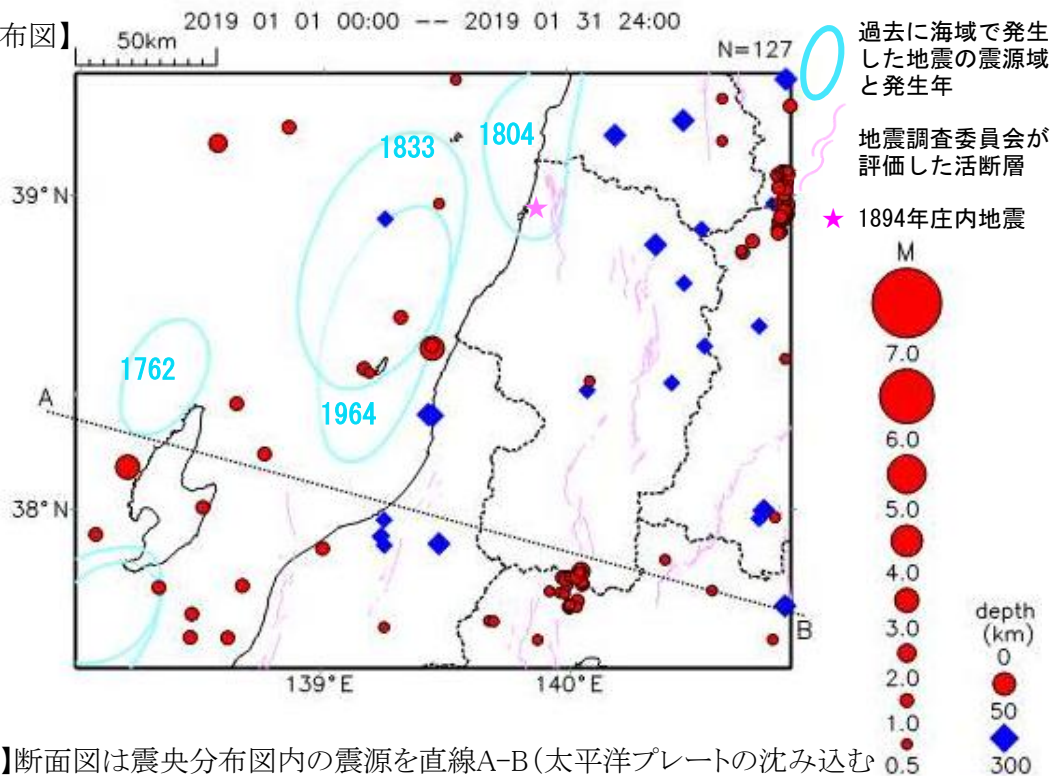 布図】
2019 01 01 00:00 -- 2019 01 31 24:00
50km
N=127
過去に海域で発生
した地震の震源域
と発生年
地震調査委員会が
評価した活断層
1894年庄内地震
1833
1804
39°N
1762
1964
A
38°N
B
139°E
140°E
M
7.0
6.0
5.0
4.0
3.0
2.0
1.0
0.5
depth
(km)
0
50
300
】断面図は震央分布図内の震源を直線A-B(太平洋プレートの沈み込む